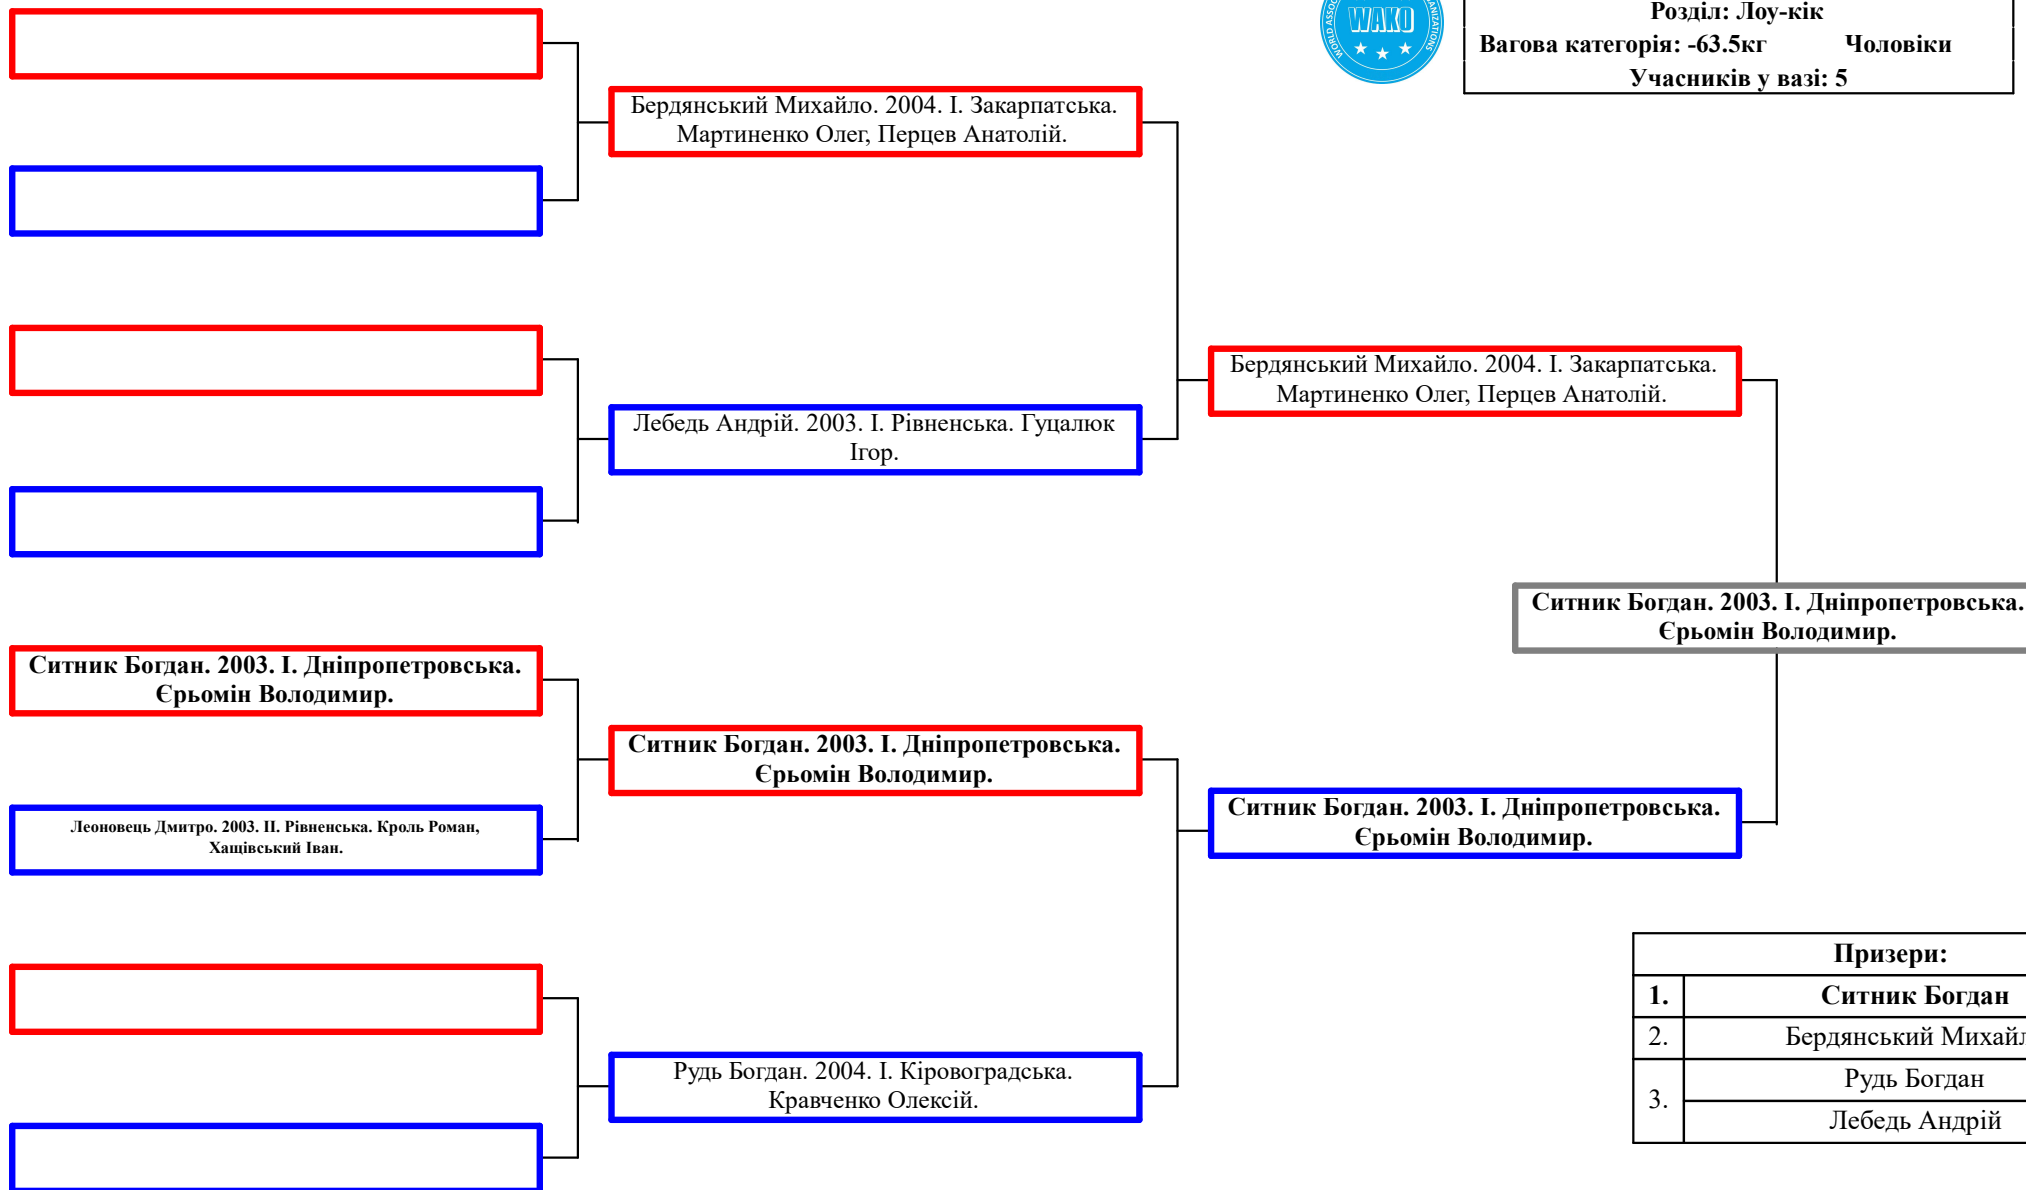 WORLD ASSOC
ANIZATIONS
WAKO
Розділ: Лоу-кік
Вагова категорія: -63.5кг Чоловіки
Учасників у вазі: 5
Бердянський Михайло. 2004. І. Закарпатська.
Мартиненко Олег, Перцев Анатолій.
Лебедь Андрій. 2003. І. Рівненська. Гуцалюк
Ігор.
Бердянський Михайло. 2004. І. Закарпатська.
Мартиненко Олег, Перцев Анатолій.
Ситник Богдан. 2003. І. Дніпропетровська.
Єрьомін Володимир.
Ситник Богдан. 2003. І. Дніпропетровська.
Єрьомін Володимир.
Ситник Богдан. 2003. І. Дніпропетровська.
Єрьомін Володимир.
Леоновець Дмитро. 2003. ІІ. Рівненська. Кроль Роман,
Хащівський Іван.
Ситник Богдан. 2003. І. Дніпропетровська.
Єрьомін Володимир.
Рудь Богдан. 2004. І. Кіровоградська.
Кравченко Олексій.
Призери:
1. Ситник Богдан
2. Бердянський Михайл
3. Рудь Богдан
Лебедь Андрій